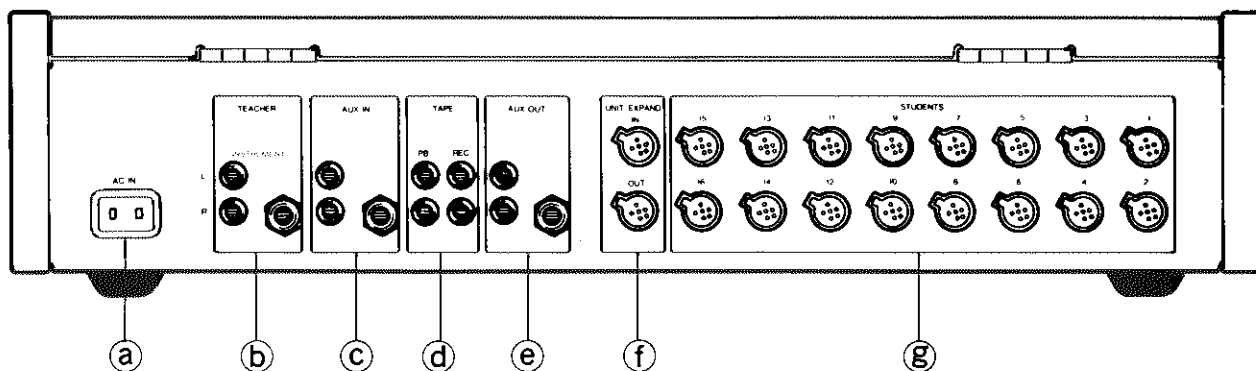 TEACHER AUX IN TAPE AUX OUT UNIT EXPAND STUDENTS
IN 15 13 11 9 7 5 3 1
INSTRUMENT PB REC
L
AC IN OUT 16 14 12 10 8 6 4 2
R
a b c d e f g